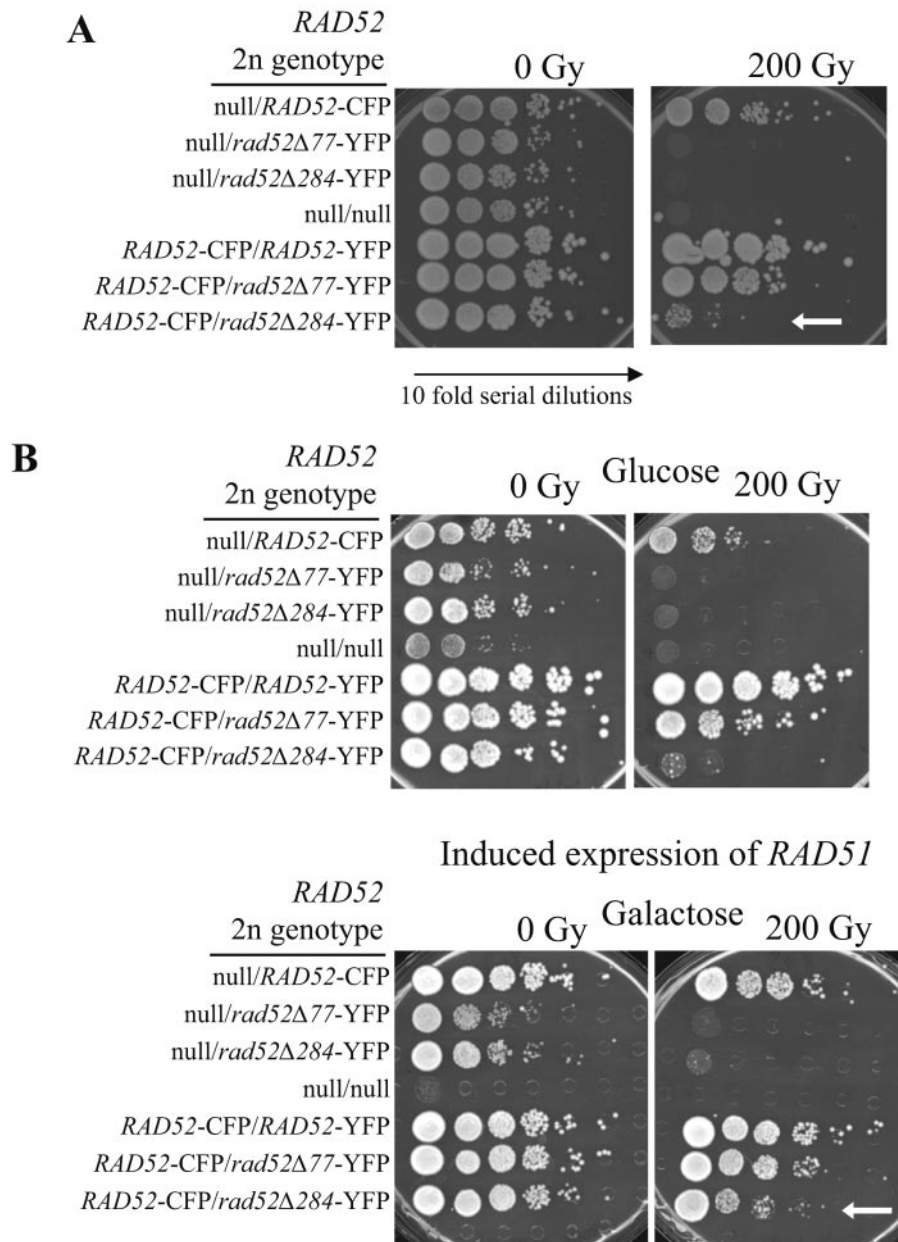 A
RAD52
2n genotype
0 Gy 200 Gy
null/RAD52-CFP
null/rad52Δ77-YFP
null/rad52Δ284-YFP
null/null
RAD52-CFP/RAD52-YFP
RAD52-CFP/rad52Δ77-YFP
RAD52-CFP/rad52Δ284-YFP
10 fold serial dilutions
B
RAD52
2n genotype
Glucose
0 Gy 200 Gy
null/RAD52-CFP
null/rad52Δ77-YFP
null/rad52Δ284-YFP
null/null
RAD52-CFP/RAD52-YFP
RAD52-CFP/rad52Δ77-YFP
RAD52-CFP/rad52Δ284-YFP
Induced expression of RAD51
RAD52
2n genotype
Galactose
0 Gy 200 Gy
null/RAD52-CFP
null/rad52Δ77-YFP
null/rad52Δ284-YFP
null/null
RAD52-CFP/RAD52-YFP
RAD52-CFP/rad52Δ77-YFP
RAD52-CFP/rad52Δ284-YFP